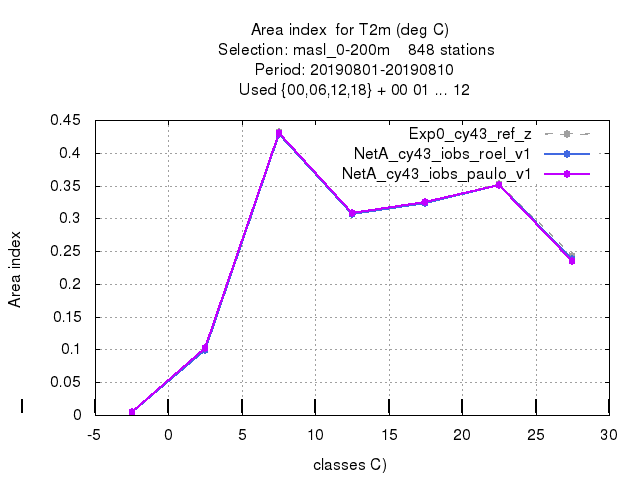 Area index  for T2m (deg C)
Selection: masl_0-200m    848 stations
Period: 20190801-20190810
Used {00,06,12,18} + 00 01 ... 12
Exp0_cy43_ref_z
NetA_cy43_iobs_roel_v1
NetA_cy43_iobs_paulo_v1
0.45
0.4
0.35
0.3
0.25
0.2
0.15
0.1
0.05
0
Area index
-5 0 5 10 15 20 25 30
classes C)